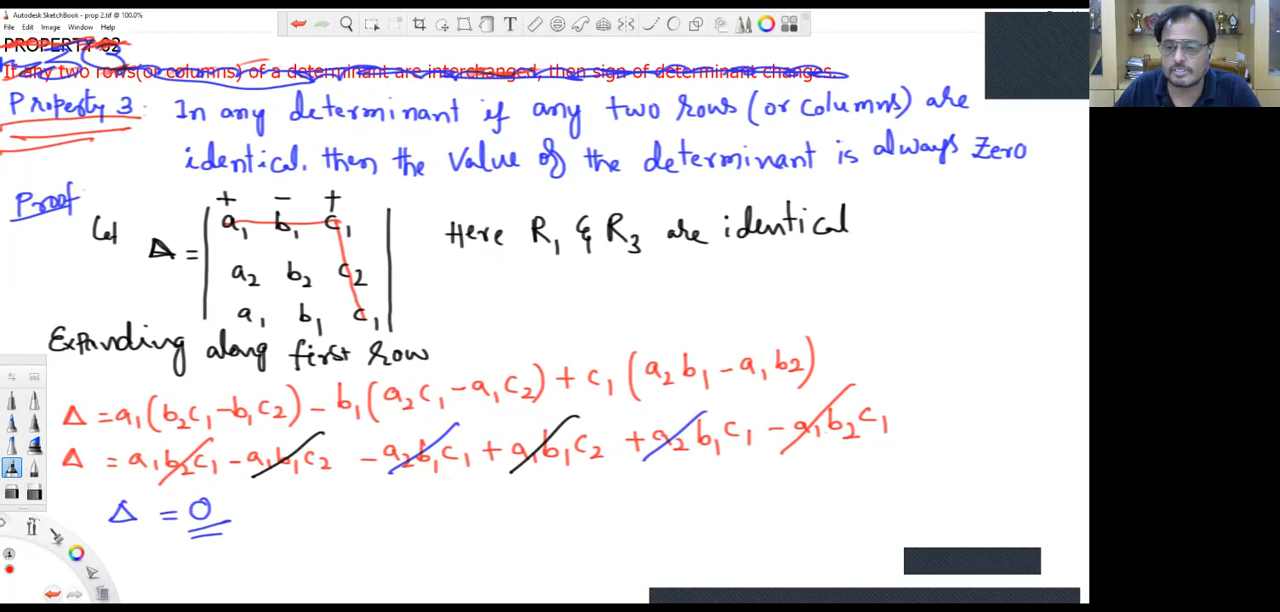 Autodesk SketchBook - prop 2.tif @ 100.0%
File Edit Image Window Help
PROPERTY 02
If any two rows(or columns) of a determinant are interchanged, then sign of determinant changes.
Property 3: In any determinant if any two rows (or columns) are
identical. then the value of the determinant is always Zero
Proof
+ − +
Let Δ = | a₁ b₁ c₁ | Here R₁ & R₃ are identical
a₂ b₂ c₂
a₁ b₁ c₁
Expanding along first row
Δ = a₁(b₂c₁ − b₁c₂) − b₁(a₂c₁ − a₁c₂) + c₁(a₂b₁ − a₁b₂)
Δ = a₁b₂c₁ − a₁b₁c₂ − a₂b₁c₁ + a₁b₁c₂ + a₂b₁c₁ − a₁b₂c₁
Δ = 0